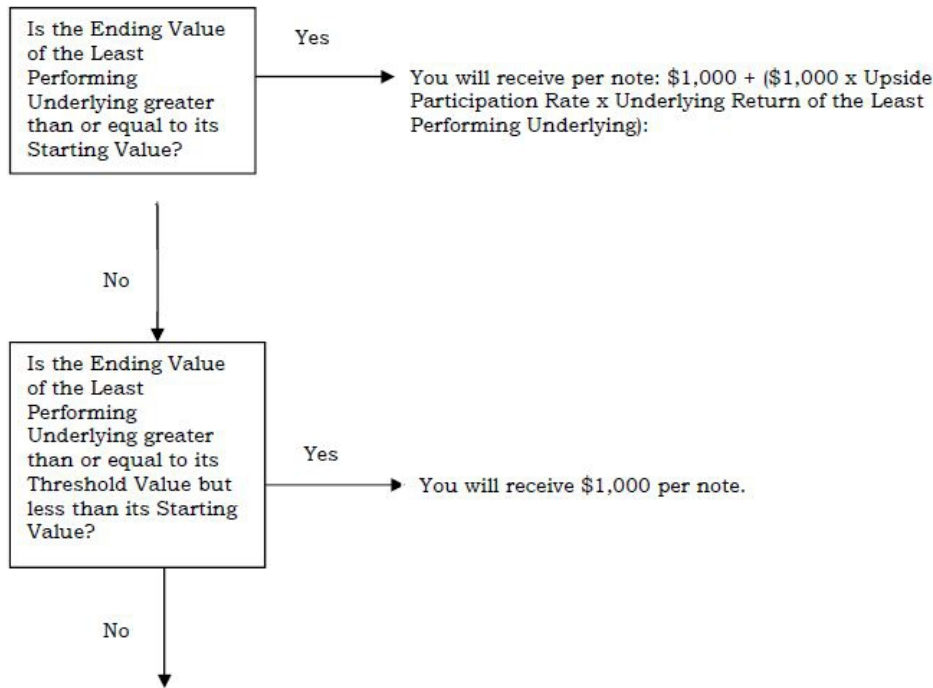 Is the Ending Value
of the Least
Performing
Underlying greater
than or equal to its
Starting Value?
Yes
You will receive per note: $1,000 + ($1,000 x Upside
Participation Rate x Underlying Return of the Least
Performing Underlying):
No
Is the Ending Value
of the Least
Performing
Underlying greater
than or equal to its
Threshold Value but
less than its Starting
Value?
Yes
You will receive $1,000 per note.
No